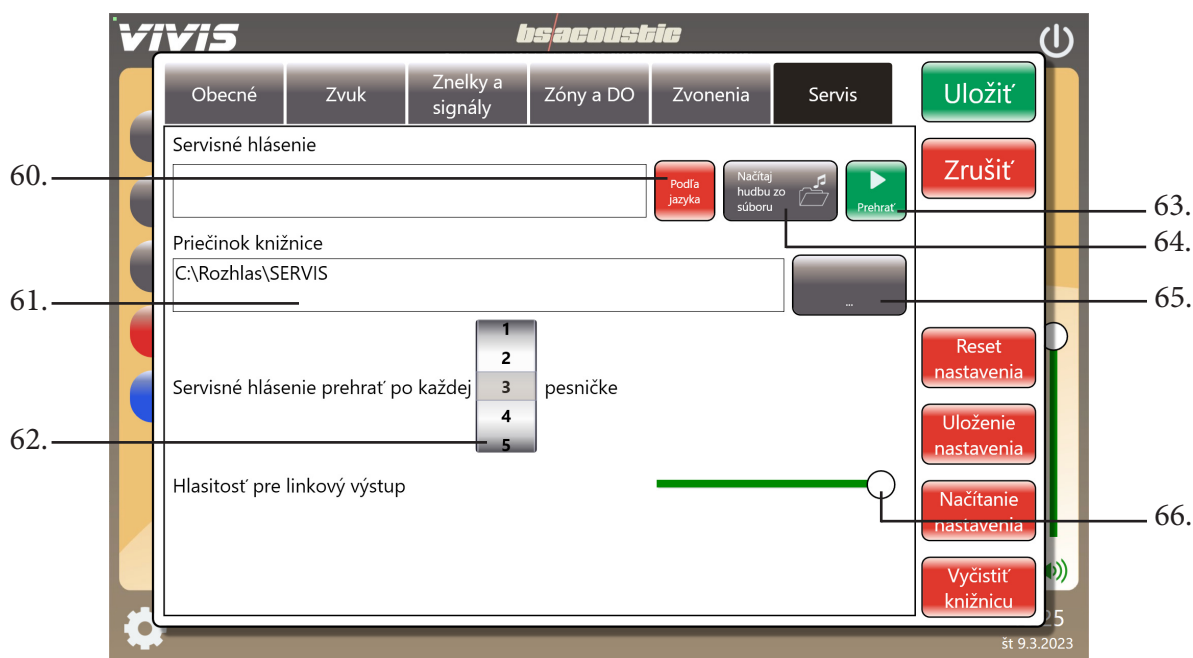 VIVIS
bsacoustic
Obecné
Zvuk
Znelky a
signály
Zóny a DO
Zvonenia
Servis
Uložiť
Zrušiť
Servisné hlásenie
60.
Podľa
jazyka
Načítaj
hudbu zo
súboru
Prehrať
63.
64.
Priečinok knižnice
C:\Rozhlas\SERVIS
...
61.
65.
1
2
Servisné hlásenie prehrať po každej 3 pesničke
4
5
62.
Reset
nastavenia
Uloženie
nastavenia
Hlasitosť pre linkový výstup
Načítanie
nastavenia
66.
Vyčistiť
knižnicu
25
št 9.3.2023